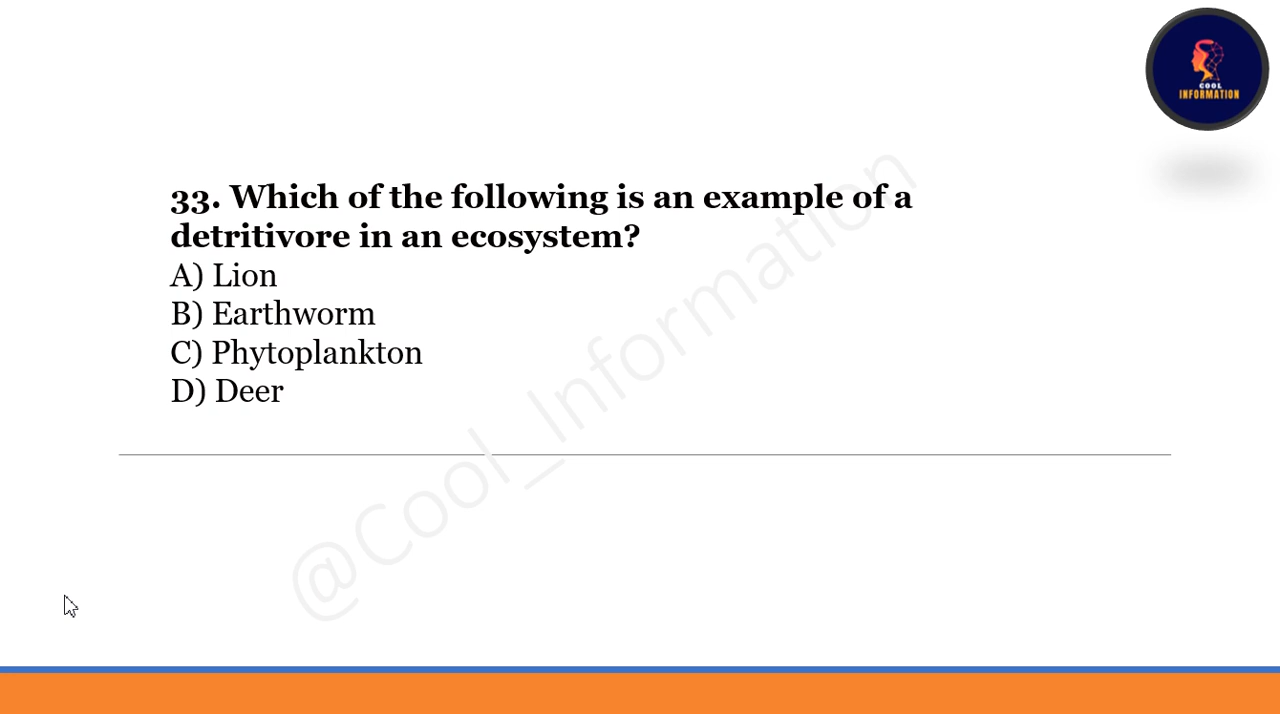 COOL
INFORMATION
33. Which of the following is an example of a
detritivore in an ecosystem?
A) Lion
B) Earthworm
C) Phytoplankton
D) Deer
@Cool_Information